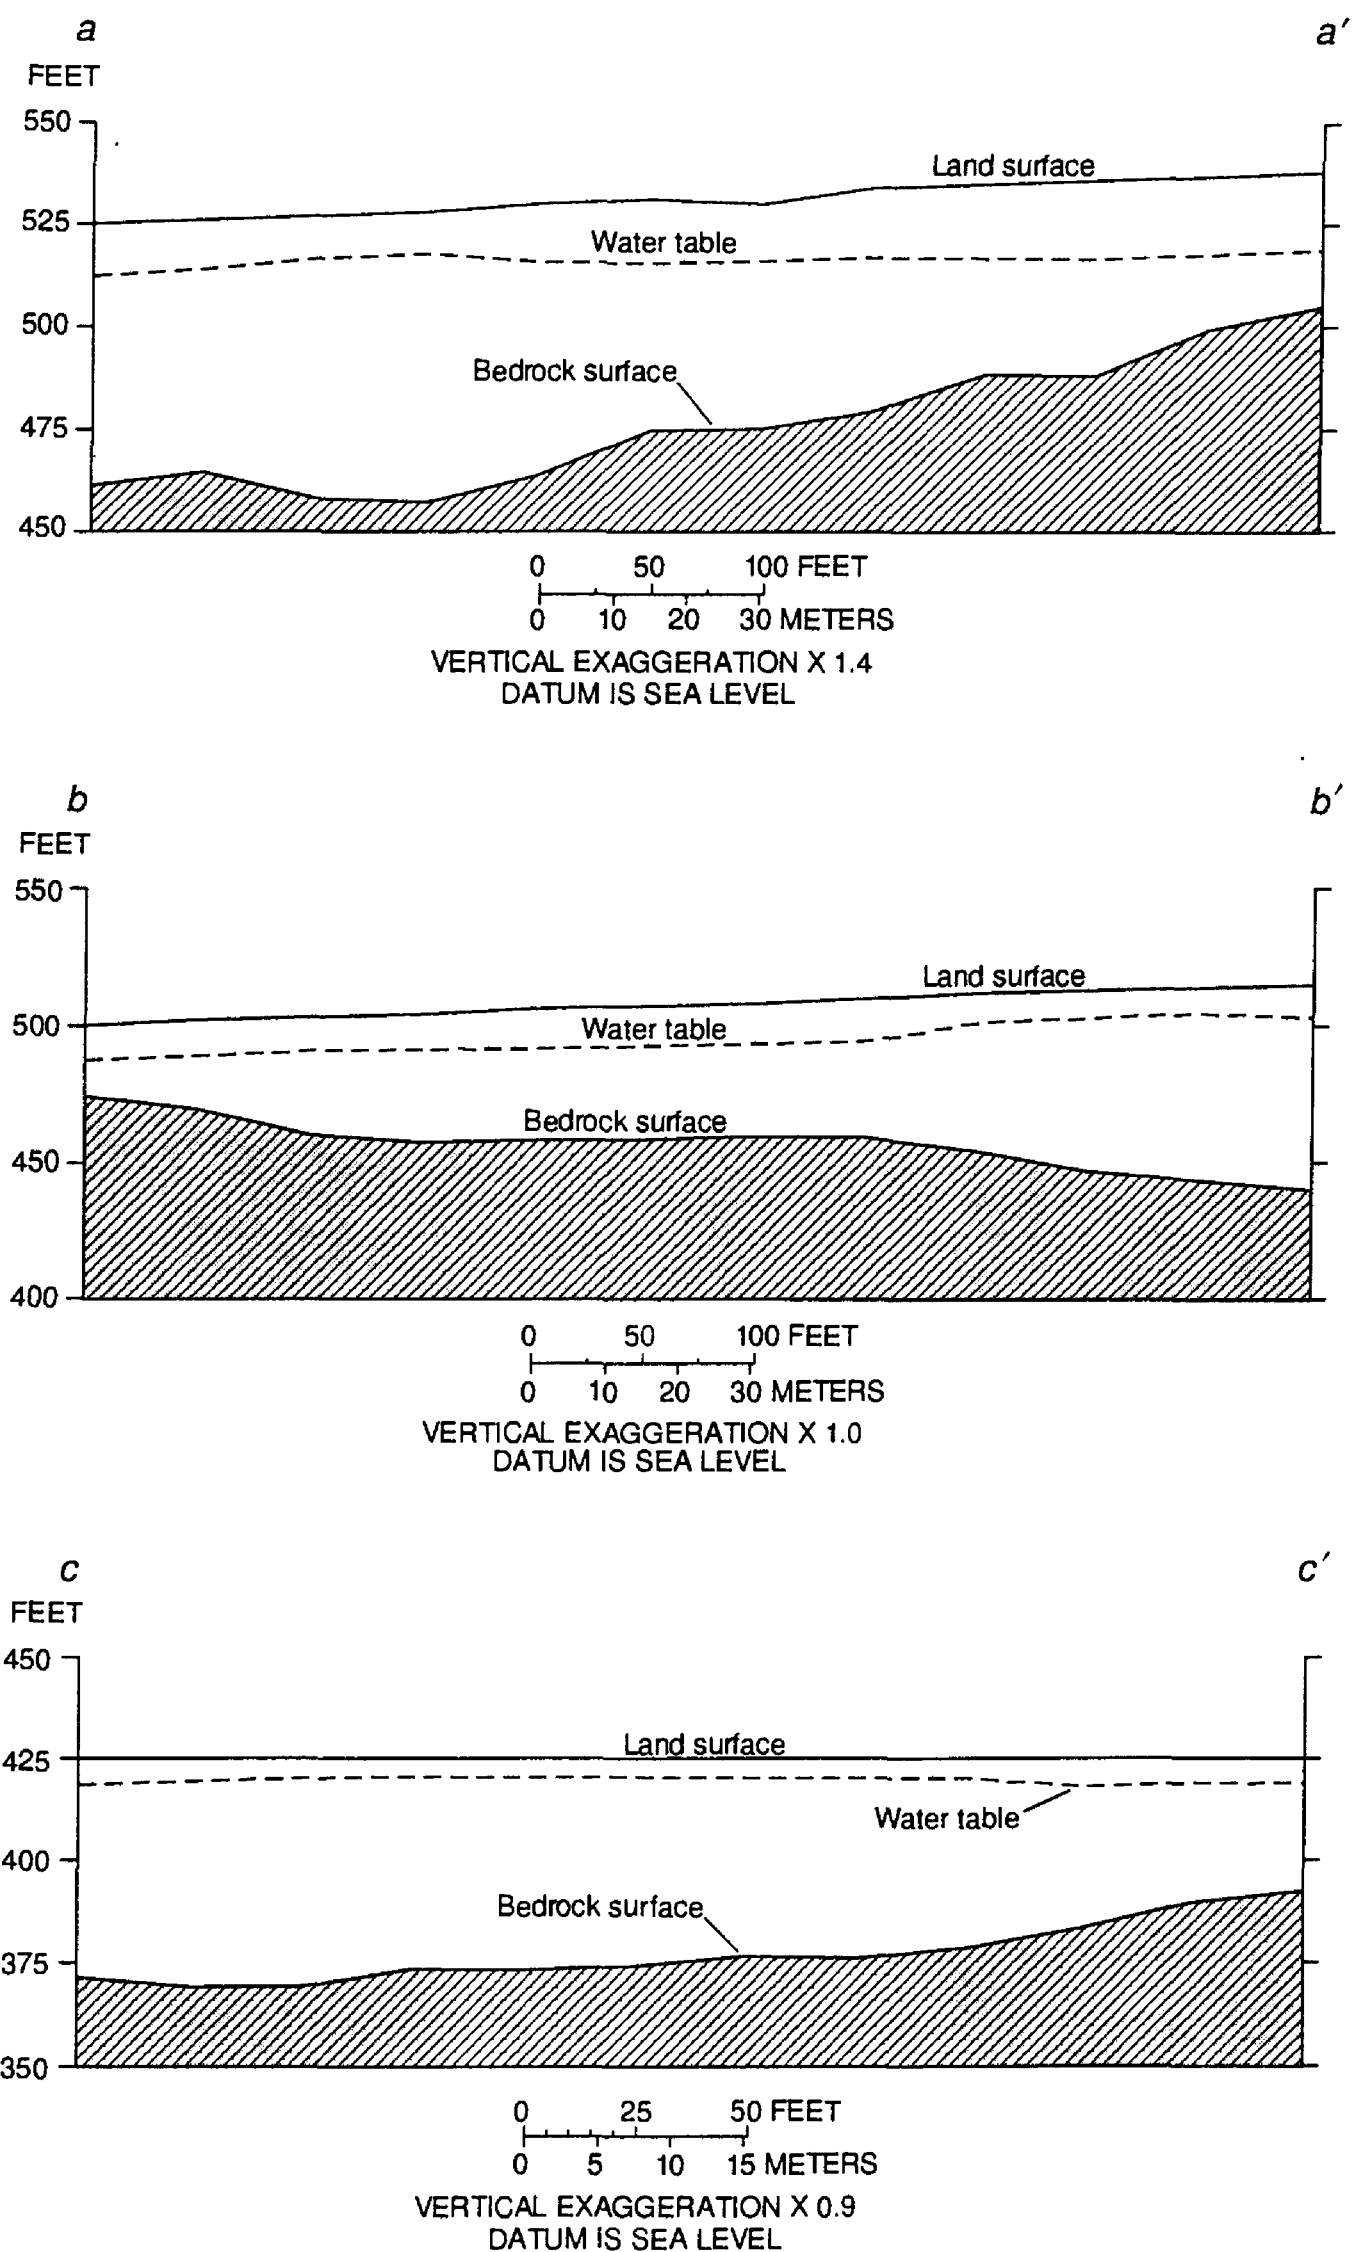 a a′
FEET
550
Land surface
525
Water table
500
Bedrock surface
475
450
0 50 100 FEET
0 10 20 30 METERS
VERTICAL EXAGGERATION X 1.4
DATUM IS SEA LEVEL
b b′
FEET
550
Land surface
500
Water table
Bedrock surface
450
400
0 50 100 FEET
0 10 20 30 METERS
VERTICAL EXAGGERATION X 1.0
DATUM IS SEA LEVEL
c c′
FEET
450
Land surface
425
Water table
400
Bedrock surface
375
350
0 25 50 FEET
0 5 10 15 METERS
VERTICAL EXAGGERATION X 0.9
DATUM IS SEA LEVEL